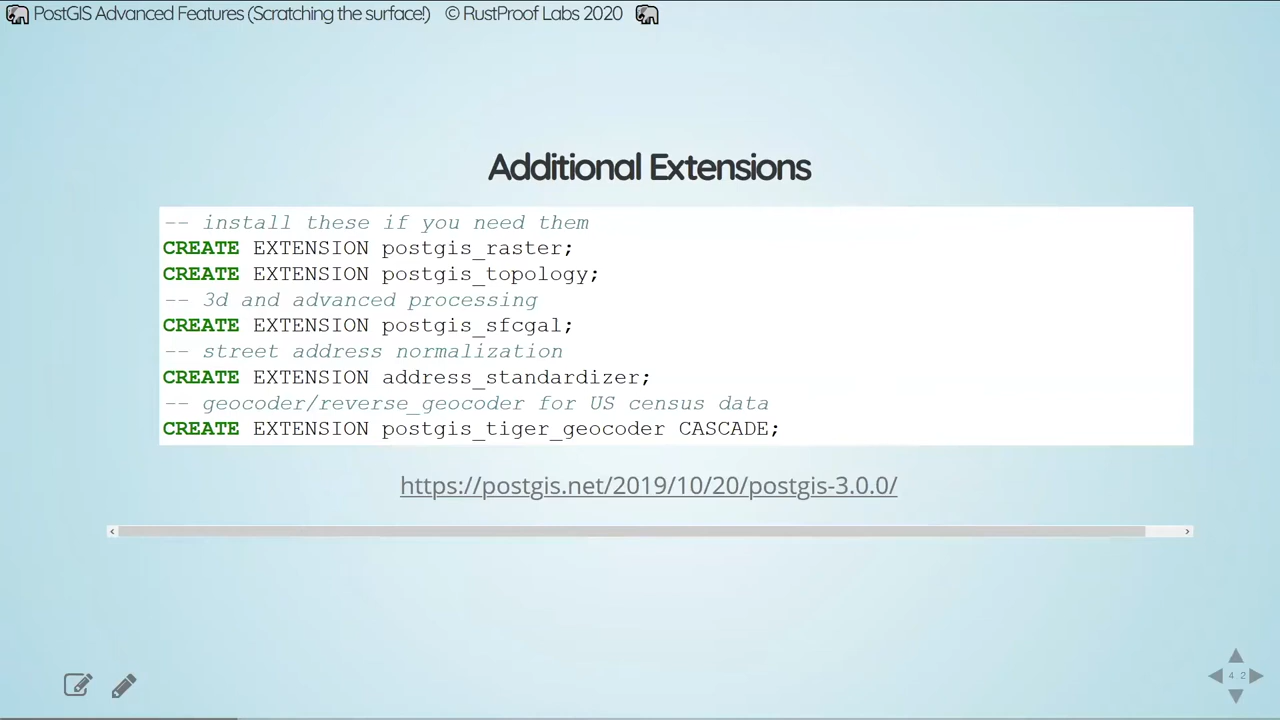 PostGIS Advanced Features (Scratching the surface!) © RustProof Labs 2020
Additional Extensions
-- install these if you need them
CREATE EXTENSION postgis_raster;
CREATE EXTENSION postgis_topology;
-- 3d and advanced processing
CREATE EXTENSION postgis_sfcgal;
-- street address normalization
CREATE EXTENSION address_standardizer;
-- geocoder/reverse_geocoder for US census data
CREATE EXTENSION postgis_tiger_geocoder CASCADE;
https://postgis.net/2019/10/20/postgis-3.0.0/
4 2